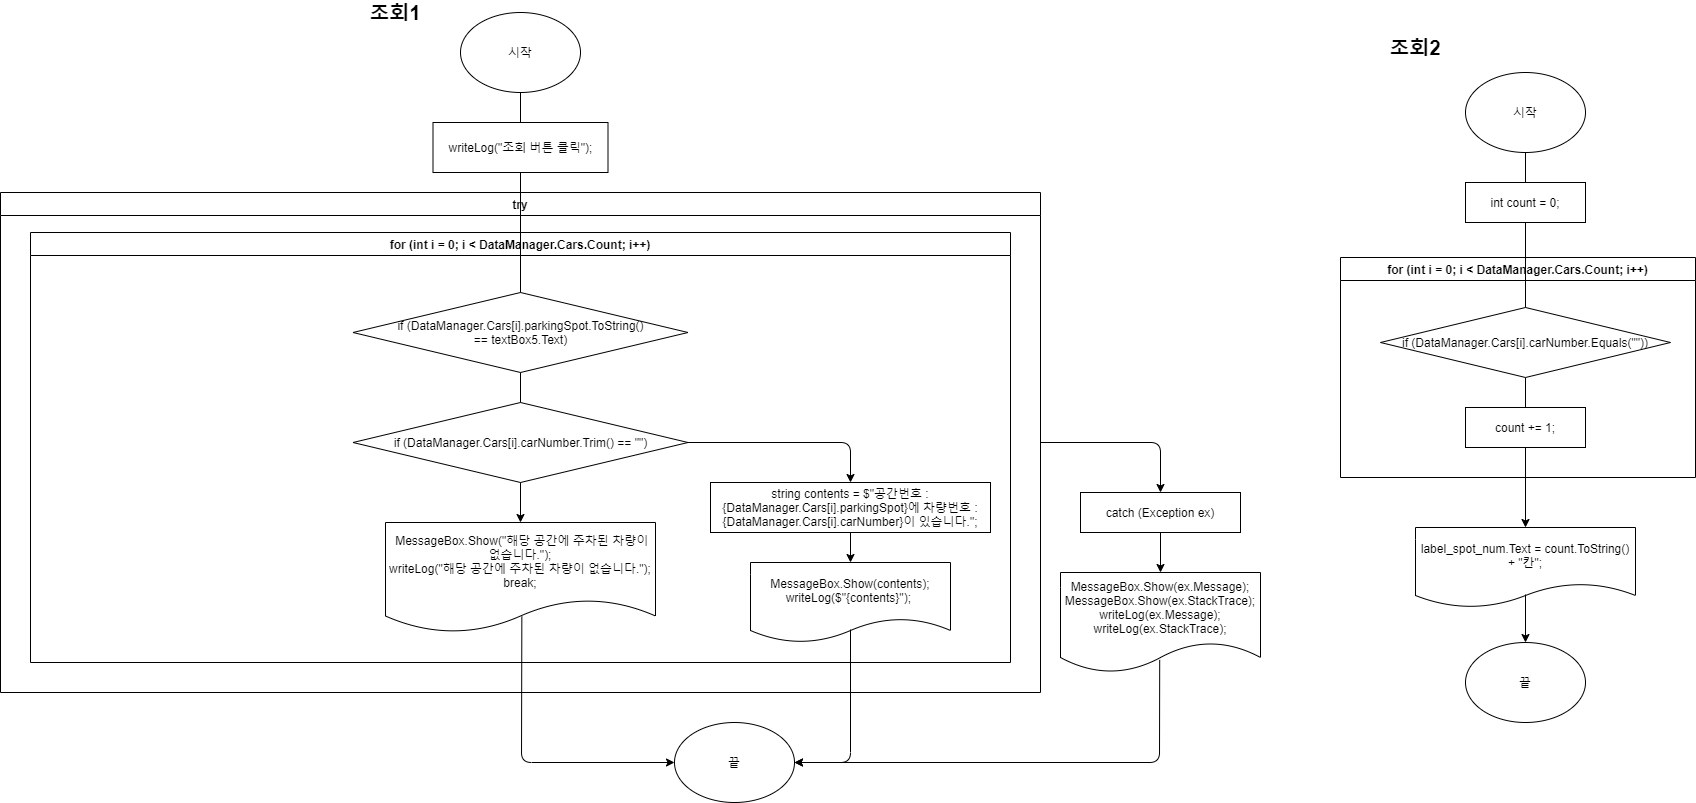 조회1
시작
writeLog("조회 버튼 클릭");
try
for (int i = 0; i < DataManager.Cars.Count; i++)
if (DataManager.Cars[i].parkingSpot.ToString()
== textBox5.Text)
if (DataManager.Cars[i].carNumber.Trim() == "")
MessageBox.Show("해당 공간에 주차된 차량이
없습니다.");
writeLog("해당 공간에 주차된 차량이 없습니다.");
break;
string contents = $"공간번호 :
{DataManager.Cars[i].parkingSpot}에 차량번호 :
{DataManager.Cars[i].carNumber}이 있습니다.";
MessageBox.Show(contents);
writeLog($"{contents}");
catch (Exception ex)
MessageBox.Show(ex.Message);
MessageBox.Show(ex.StackTrace);
writeLog(ex.Message);
writeLog(ex.StackTrace);
끝
조회2
시작
int count = 0;
for (int i = 0; i < DataManager.Cars.Count; i++)
if (DataManager.Cars[i].carNumber.Equals(""))
count += 1;
label_spot_num.Text = count.ToString()
+ "칸";
끝